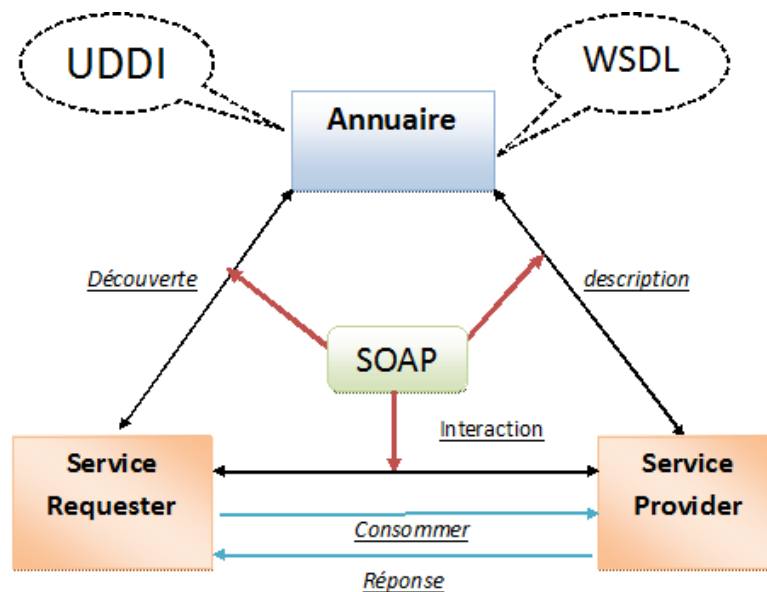 UDDI
WSDL
Annuaire
Découverte
description
SOAP
Interaction
Service
Requester
Service
Provider
Consommer
Réponse